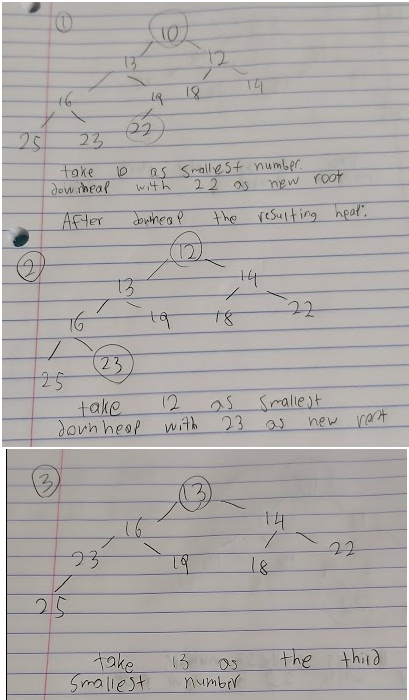 1
10
13 12
16 19 18 14
25 23 22
take 10 as smallest number.
downheap with 22 as new root
After downheap the resulting heap:
2
12
13 14
16 19 18 22
25 23
take 12 as smallest
downheap with 23 as new root
3
13
16 14
23 19 18 22
25
take 13 as the third
smallest number